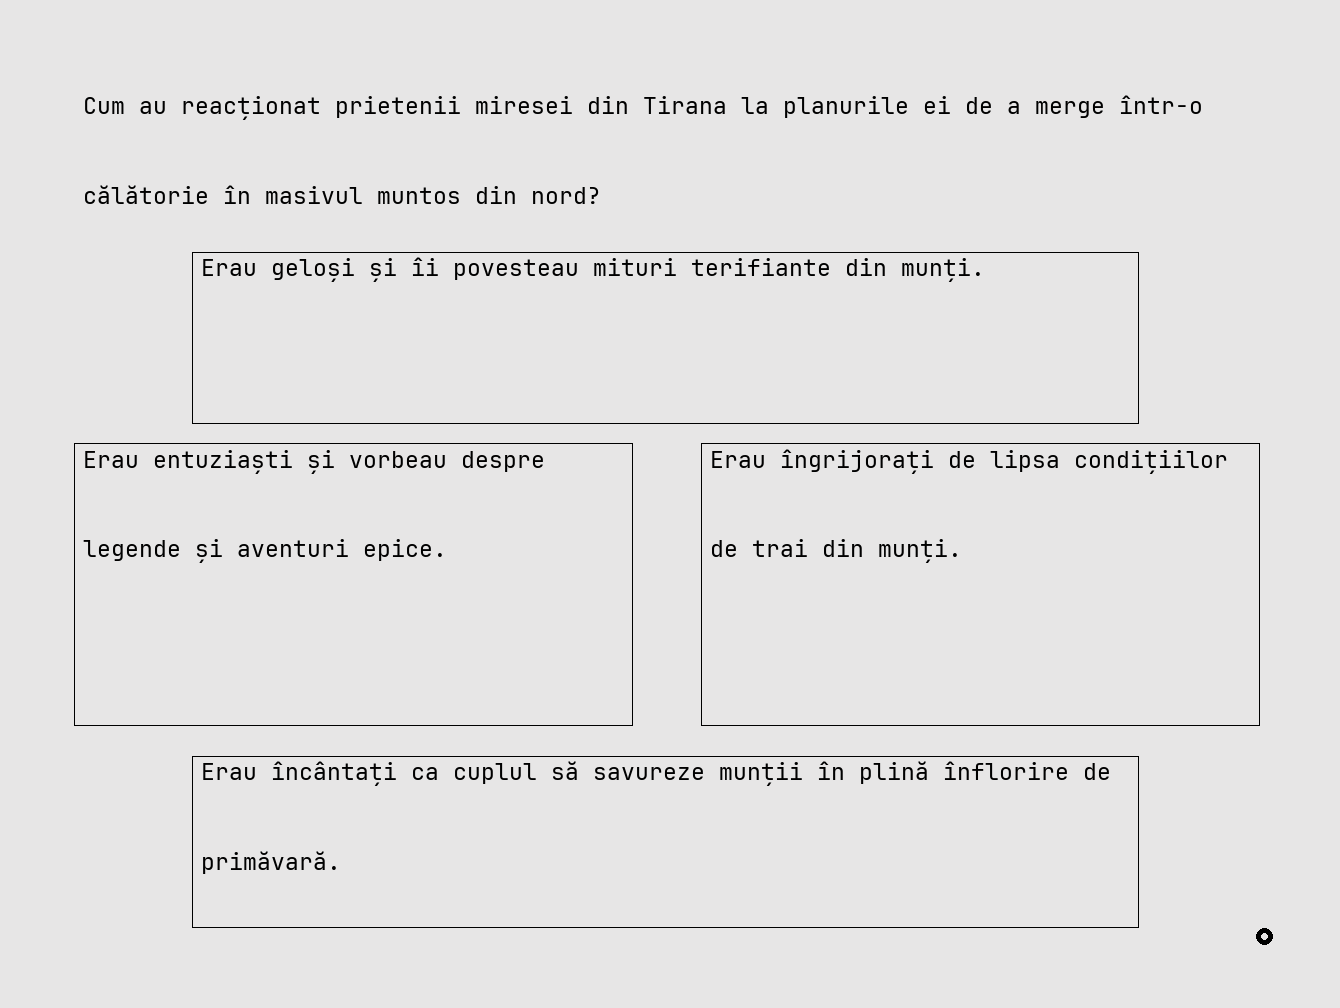 Cum au reacționat prietenii miresei din Tirana la planurile ei de a merge într-o
călătorie în masivul muntos din nord?
Erau geloși și îi povesteau mituri terifiante din munți.
Erau entuziaști și vorbeau despre
legende și aventuri epice.
Erau îngrijorați de lipsa condițiilor
de trai din munți.
Erau încântați ca cuplul să savureze munții în plină înflorire de
primăvară.